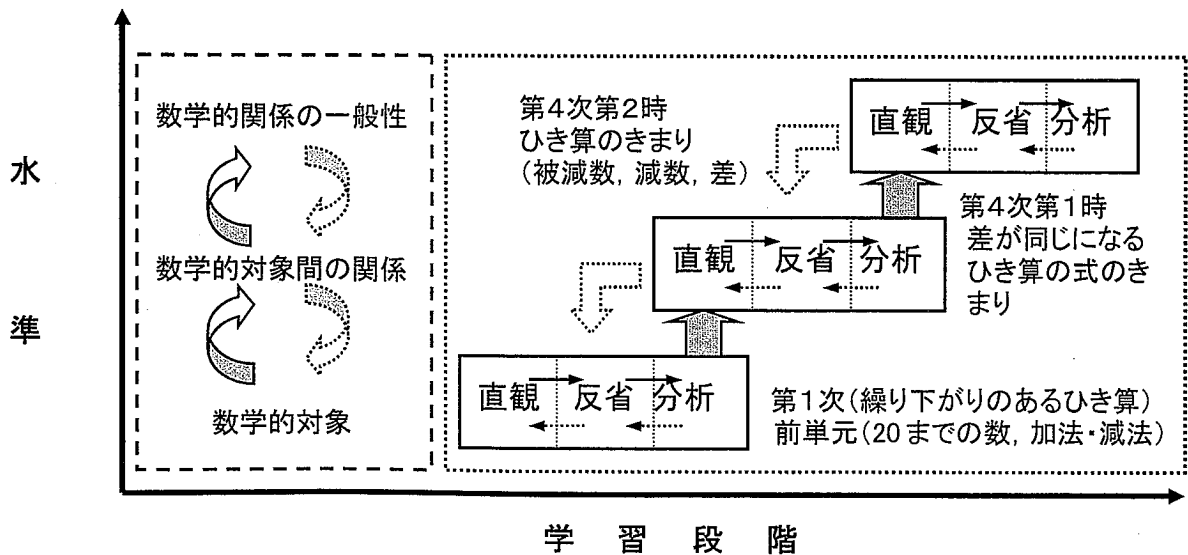 水準
数学的関係の一般性
数学的対象間の関係
数学的対象
第4次第2時
ひき算のきまり
(被減数,減数,差)
直観 反省 分析
第4次第1時
差が同じになる
ひき算の式のき
まり
直観 反省 分析
直観 反省 分析
第1次(繰り下がりのあるひき算)
前単元(20までの数,加法・減法)
学習段階